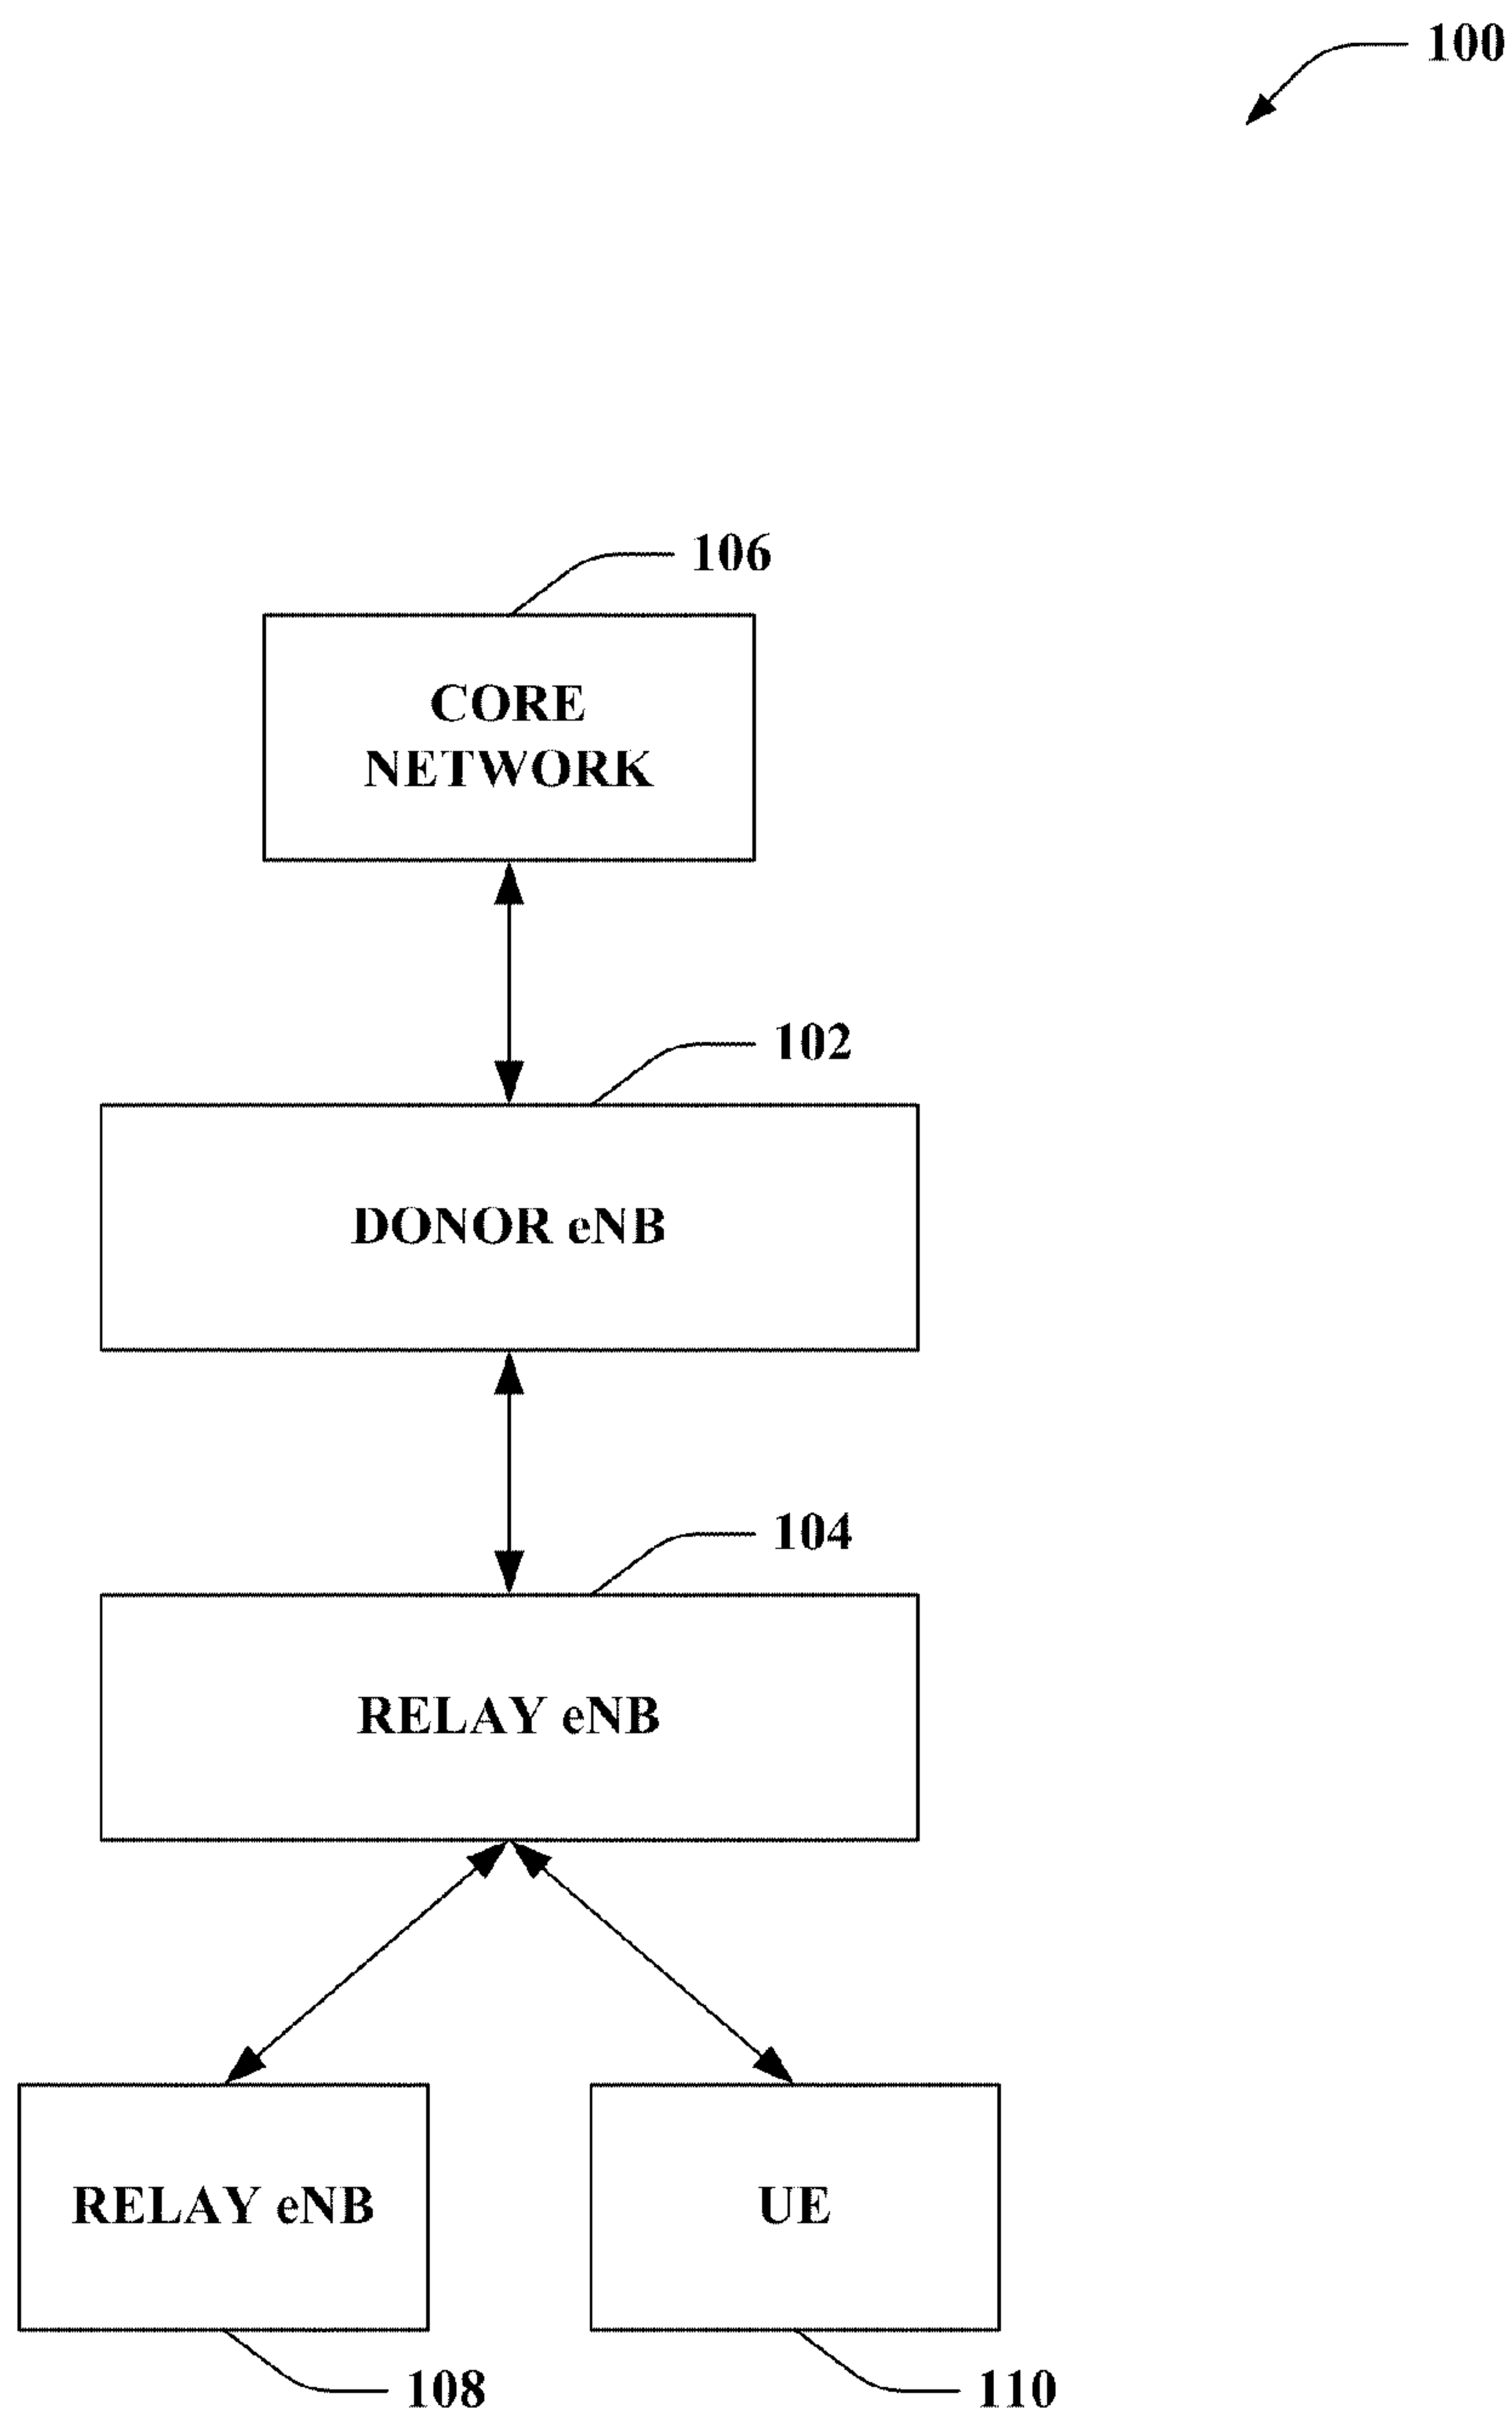 100
106
CORE
NETWORK
102
DONOR eNB
104
RELAY eNB
RELAY eNB
UE
108
110